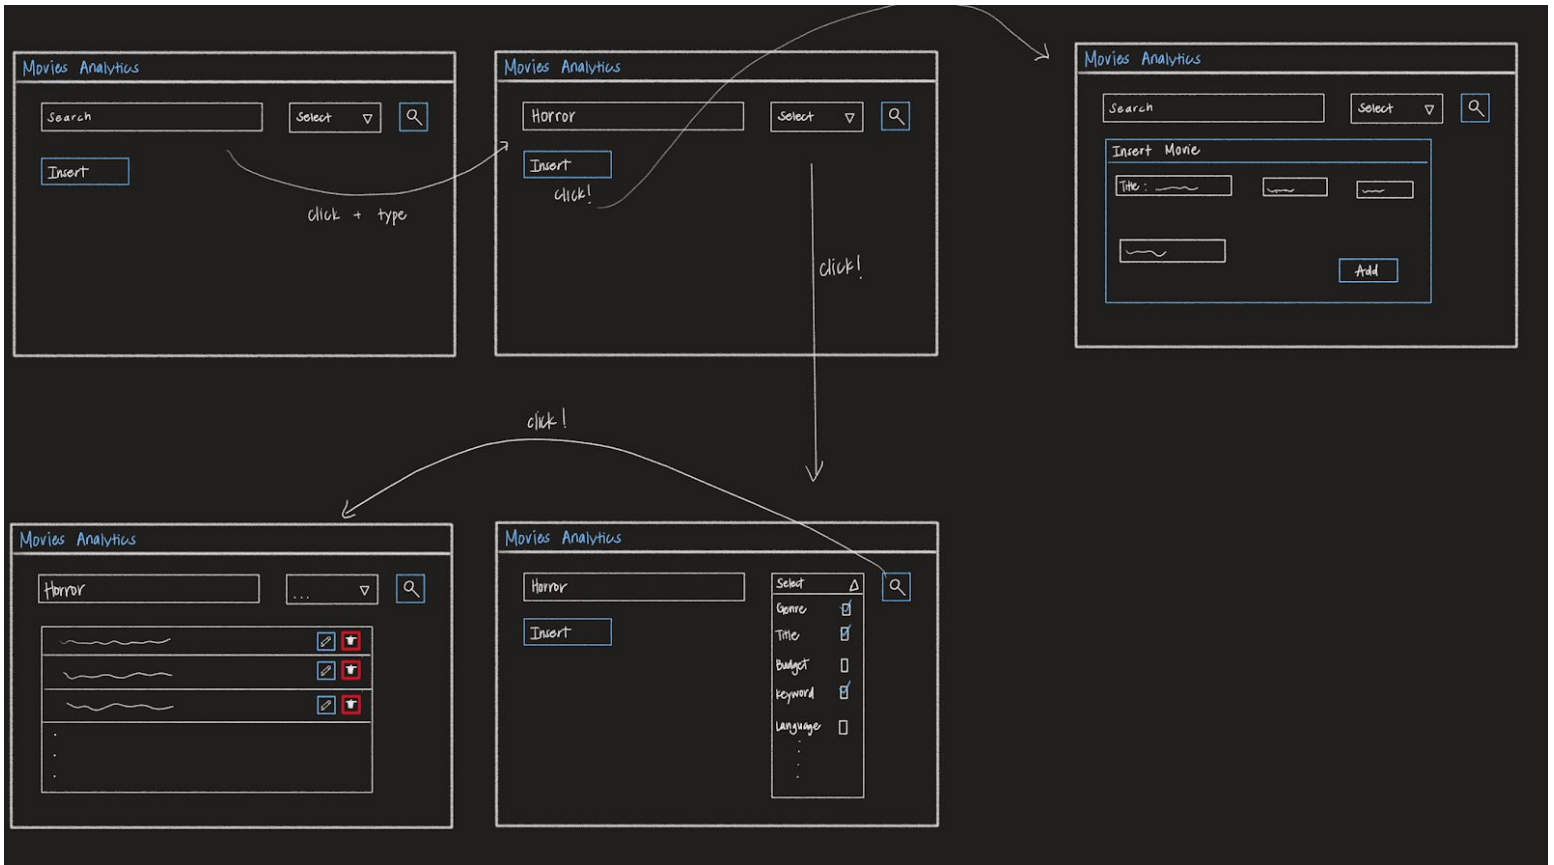 Movies Analytics
Search
Select
Insert
click + type
Movies Analytics
Horror
Select
Insert
click!
click!
Movies Analytics
Search
Select
Insert Movie
Title :
Add
click!
Movies Analytics
Horror
...
Movies Analytics
Horror
Insert
Select
Genre
Title
Budget
Keyword
Language